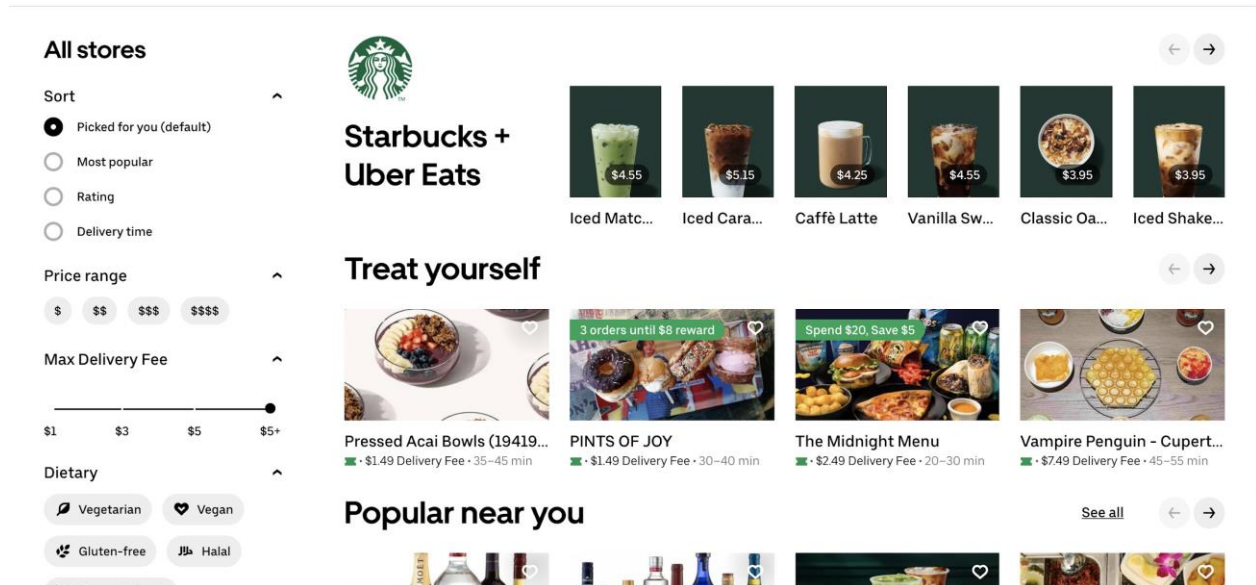 All stores
Sort
Picked for you (default)
Most popular
Rating
Delivery time
Price range
$ $$ $$$ $$$$
Max Delivery Fee
$1 $3 $5 $5+
Dietary
Vegetarian Vegan
Gluten-free حلال Halal
Starbucks +
Uber Eats
$4.55 $5.15 $4.25 $4.55 $3.95 $3.95
Iced Matc... Iced Cara... Caffè Latte Vanilla Sw... Classic Oa... Iced Shake...
Treat yourself
3 orders until $8 reward Spend $20, Save $5
Pressed Acai Bowls (19419... PINTS OF JOY The Midnight Menu Vampire Penguin - Cupert...
• $1.49 Delivery Fee • 35–45 min • $1.49 Delivery Fee • 30–40 min • $2.49 Delivery Fee • 20–30 min • $7.49 Delivery Fee • 45–55 min
Popular near you See all